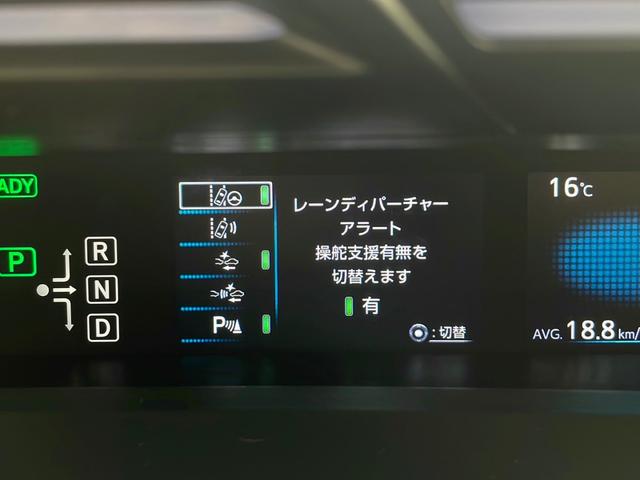 ADY
P
R
N
D
P
レーンディパーチャー
アラート
操舵支援有無を
切替えます
有
:切替
16℃
AVG. 18.8 km/